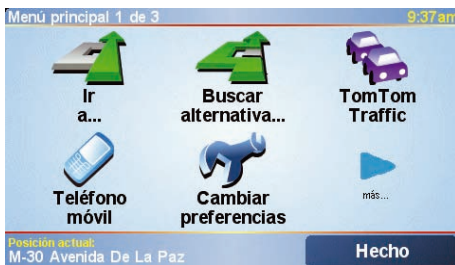 Menú principal 1 de 3
9:37am
Ir
a...
Buscar
alternativa...
TomTom
Traffic
Teléfono
móvil
Cambiar
preferencias
más...
Posición actual:
M-30 Avenida De La Paz
Hecho